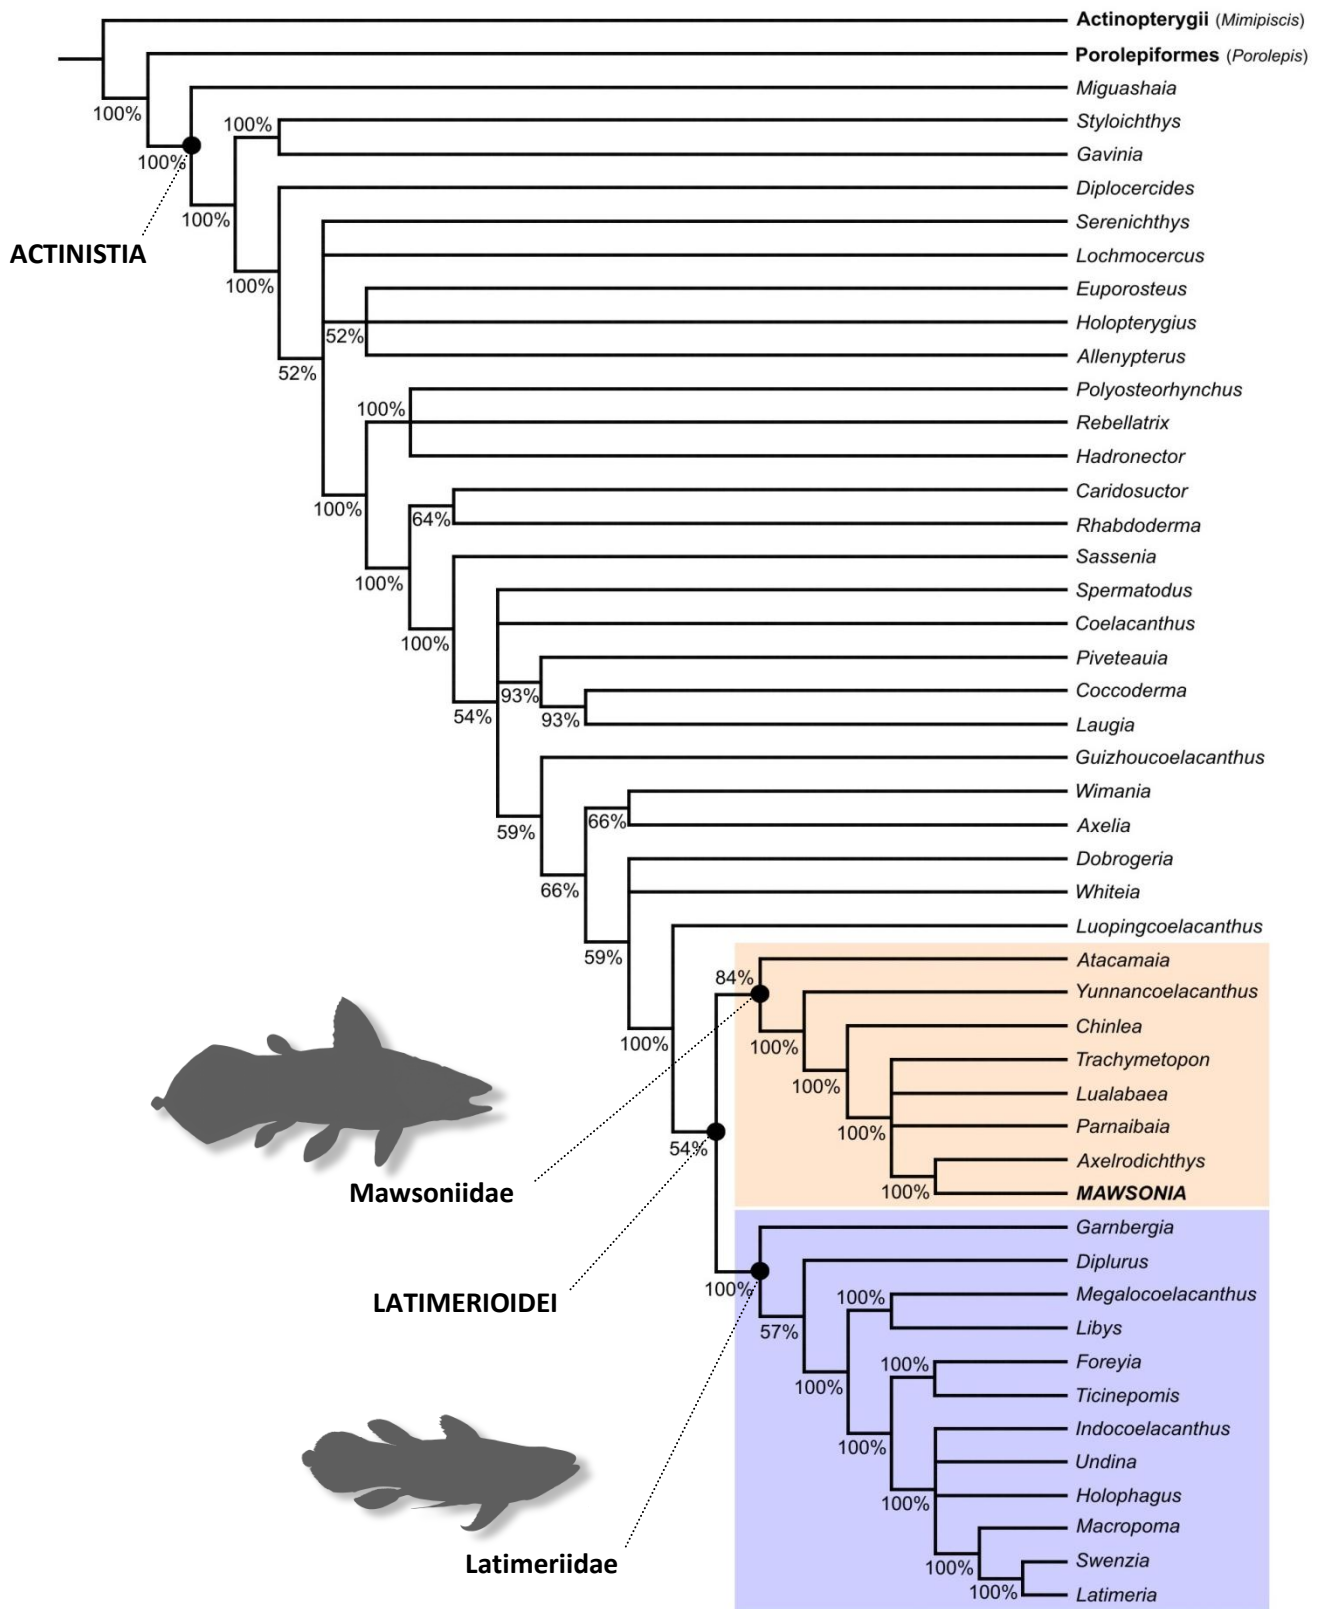 Actinopterygii (Mimipiscis)
Porolepiformes (Porolepis)
Miguashaia
100%
Styloichthys
100%
100%
Gavinia
Diplocercides
100%
Serenichthys
ACTINISTIA
Lochmocercus
100%
Euporosteus
Holopterygius
52%
Allenypterus
52%
Polyosteorhynchus
100%
Rebellatrix
Hadronector
Caridosuctor
100%
64%
Rhabdoderma
Sassenia
100%
Spermatodus
Coelacanthus
100%
Piveteauia
Coccoderma
93%
54%
93%
Laugia
Guizhoucoelacanthus
Wimania
66%
Axelia
59%
Dobrogeria
66%
Whiteia
Luopingcoelacanthus
59%
Atacamaia
84%
Yunnancoelacanthus
Chinlea
100%
100%
Trachymetopon
100%
Lualabaea
Parnaibaia
100%
54%
Axelrodichthys
Mawsoniidae
100%
MAWSONIA
Garnbergia
Diplurus
100%
Megalocoelacanthus
100%
LATIMERIOIDEI
Libys
57%
Foreyia
100%
100%
Ticinepomis
Indocoelacanthus
100%
Undina
Holophagus
100%
Macropoma
Latimeriidae
Swenzia
100%
100%
Latimeria